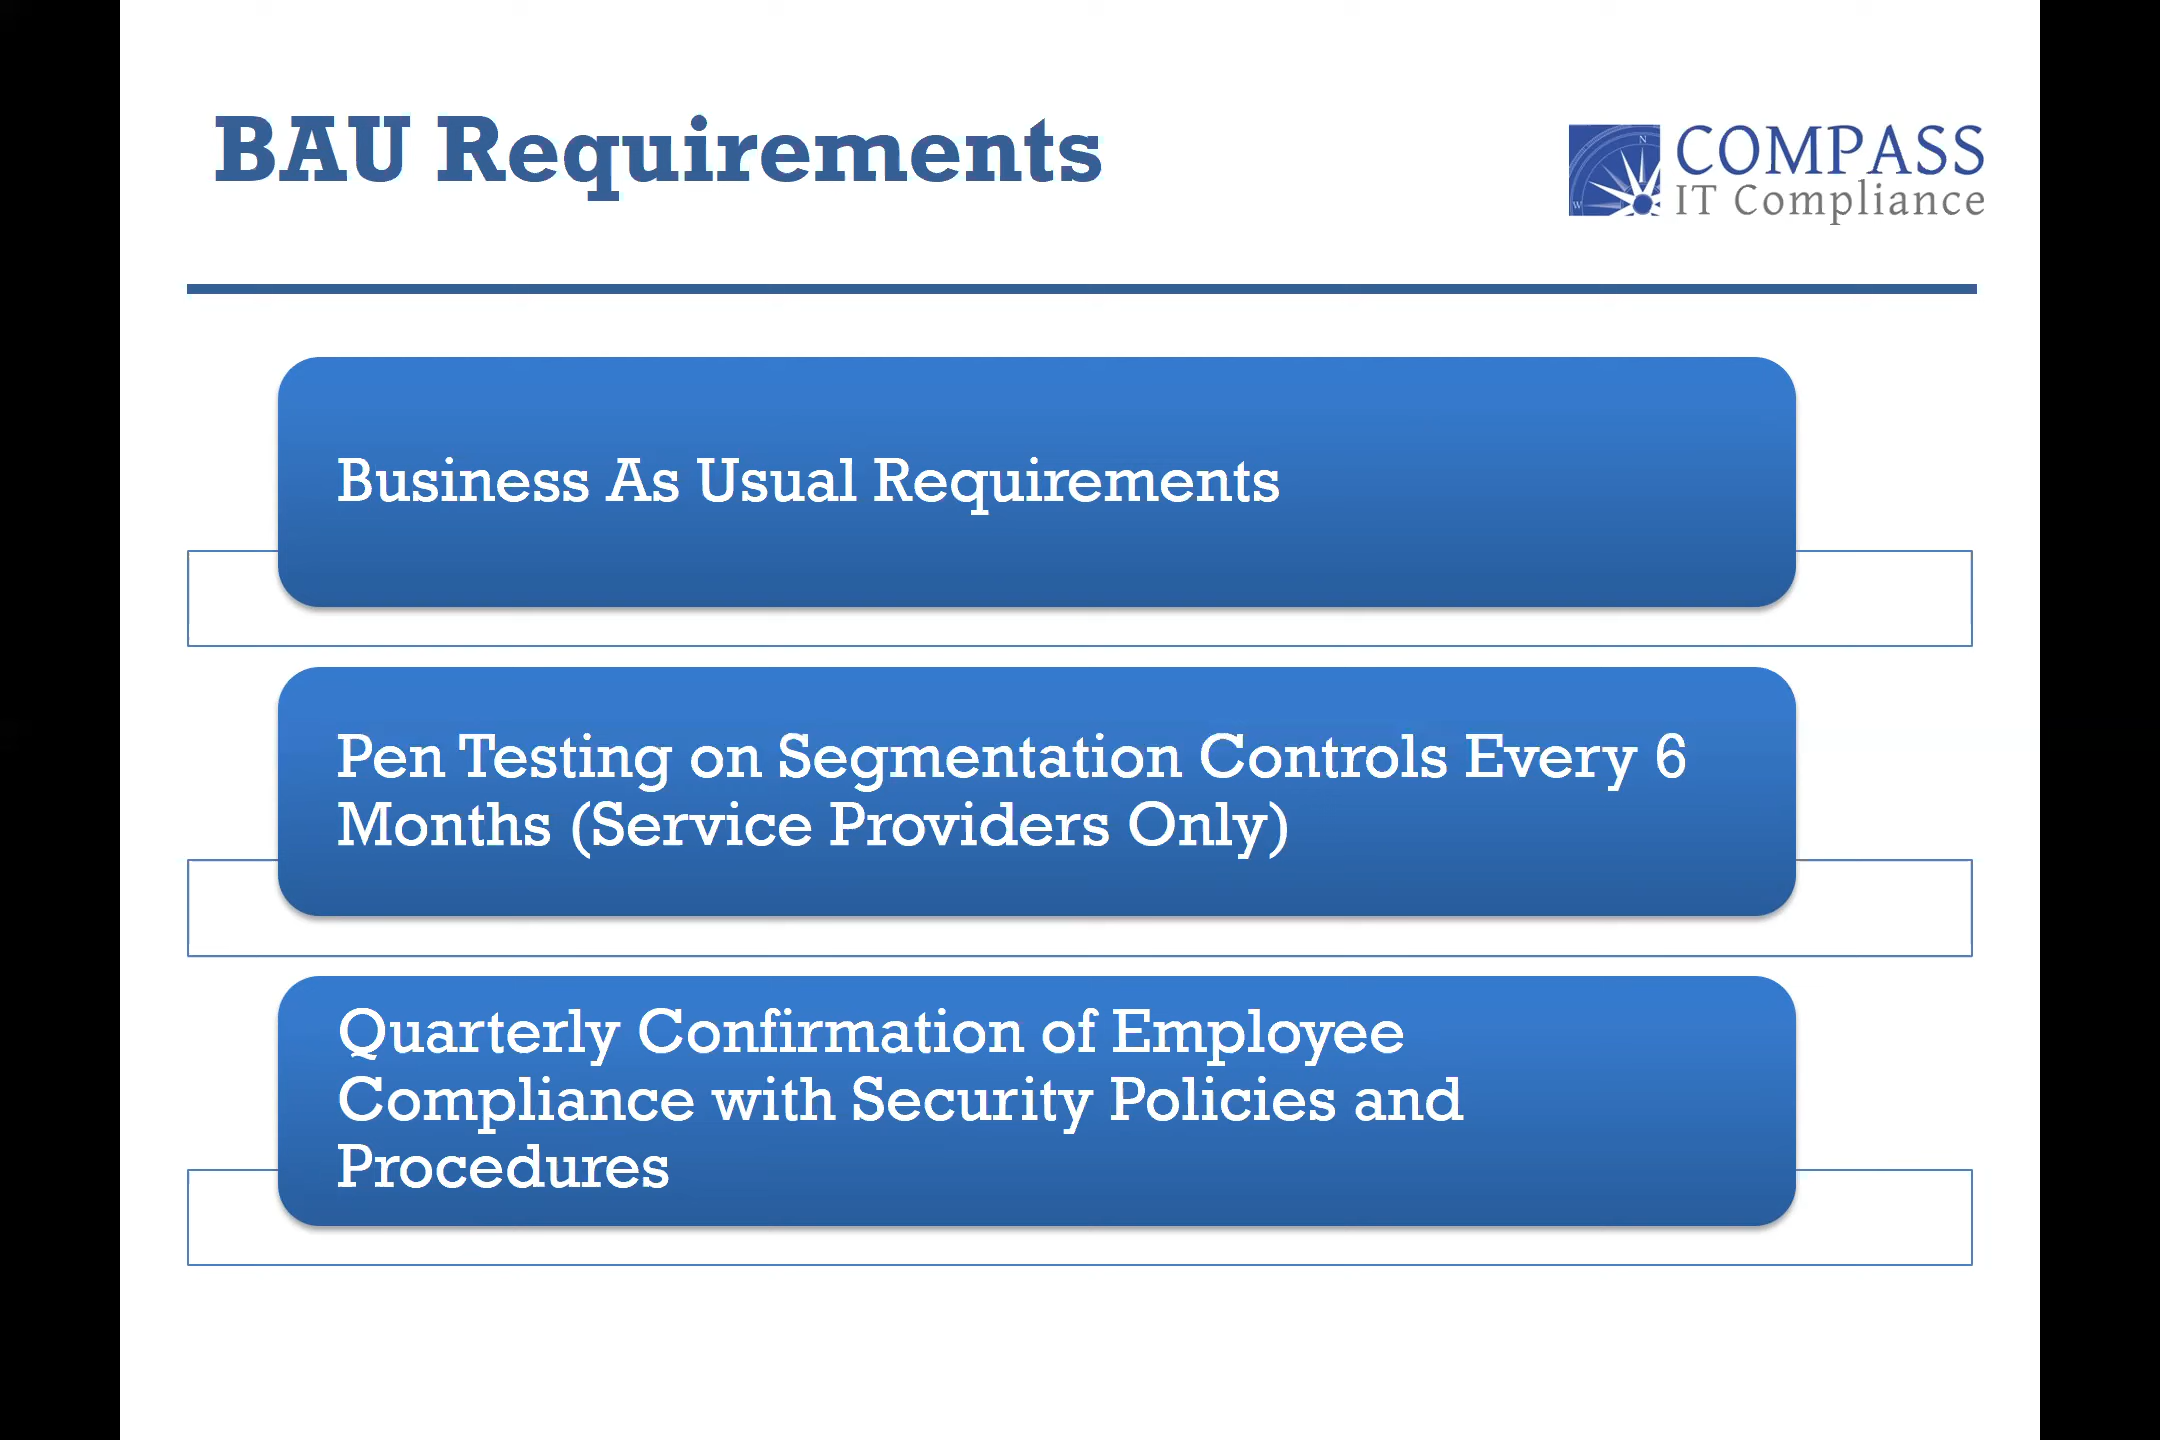 BAU Requirements
COMPASS
IT Compliance
N
W
Business As Usual Requirements
Pen Testing on Segmentation Controls Every 6
Months (Service Providers Only)
Quarterly Confirmation of Employee
Compliance with Security Policies and
Procedures